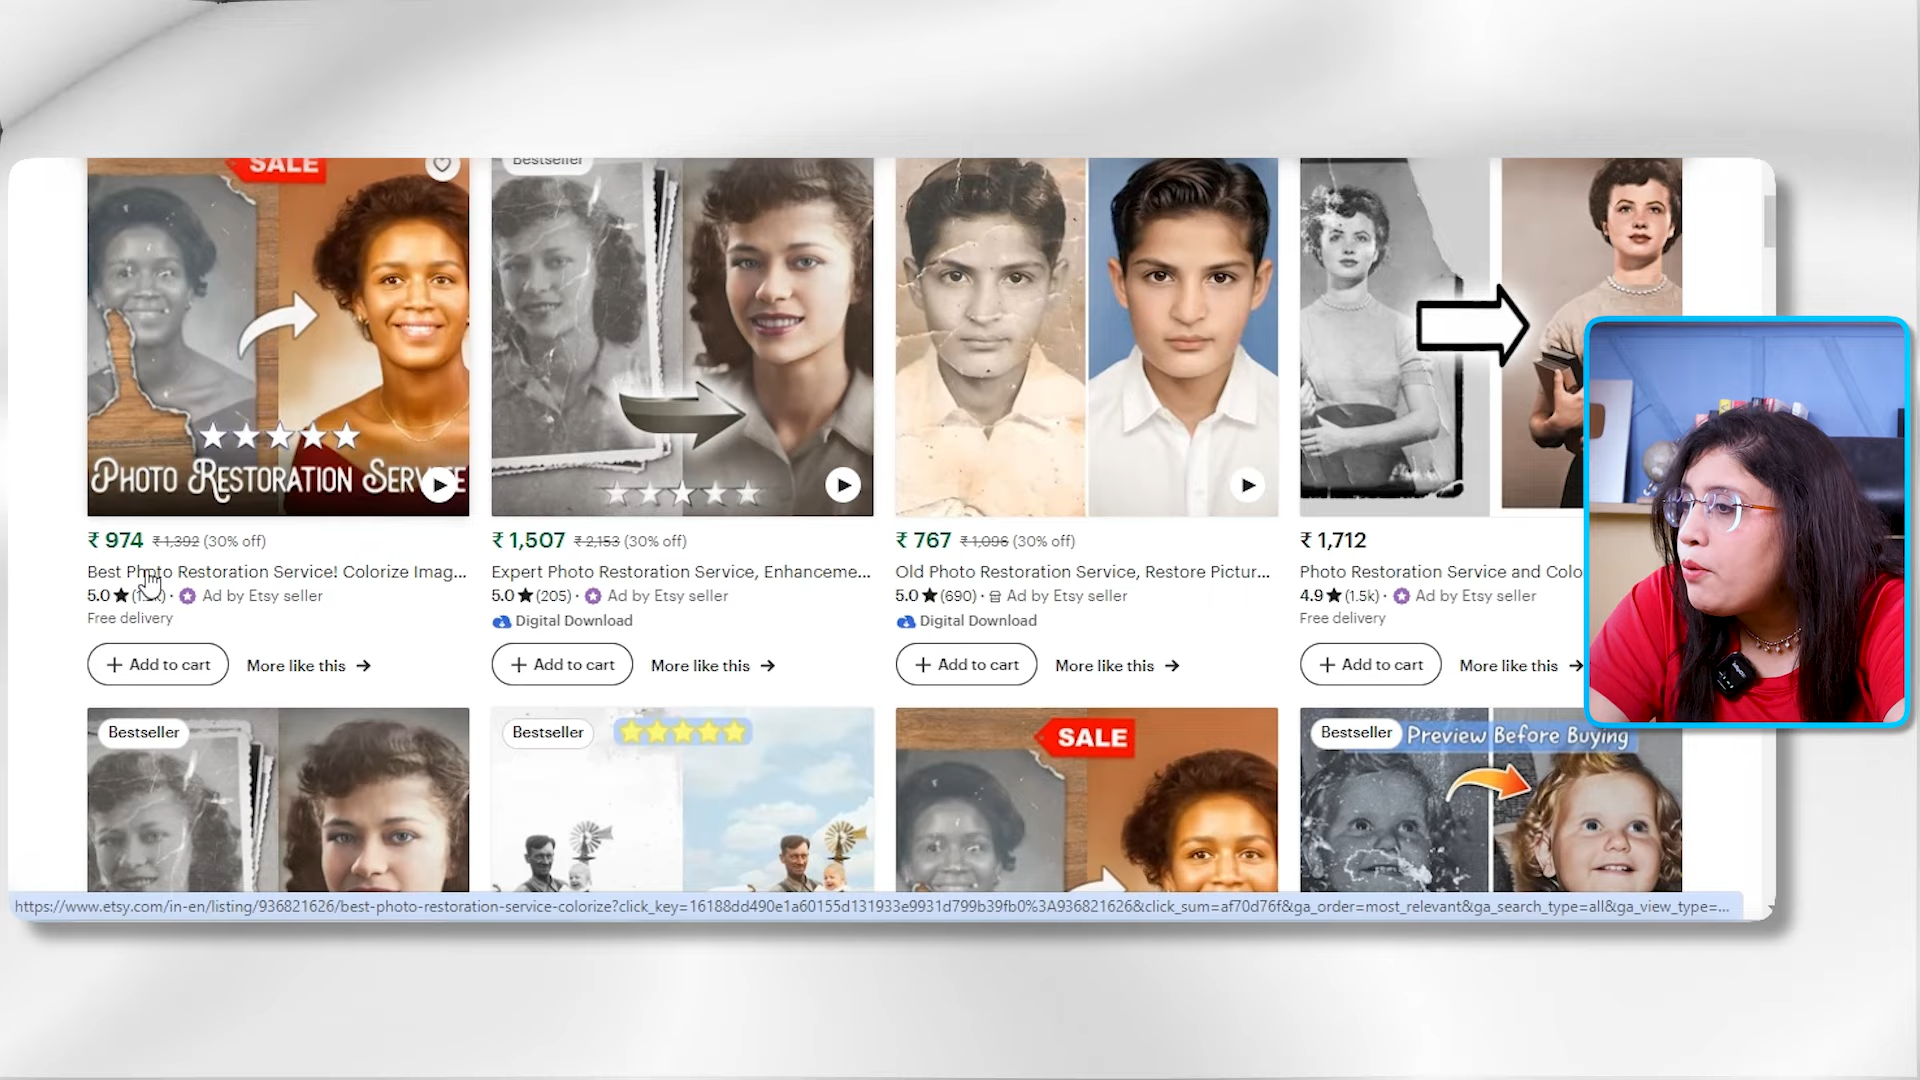 SALE
Bestseller
PHOTO RESTORATION
₹ 974 ₹ 1,392 (30% off)
Best Photo Restoration Service! Colorize Imag...
5.0 ★
Ad by Etsy seller
Free delivery
+ Add to cart More like this →
₹ 1,507 ₹ 2,153 (30% off)
Expert Photo Restoration Service, Enhanceme...
5.0 ★ (205) · Ad by Etsy seller
Digital Download
+ Add to cart More like this →
₹ 767 ₹ 1,096 (30% off)
Old Photo Restoration Service, Restore Pictur...
5.0 ★ (690) · Ad by Etsy seller
Digital Download
+ Add to cart More like this →
₹ 1,712
Photo Restoration Service and Colo
4.9 ★ (1.5k) · Ad by Etsy seller
Free delivery
+ Add to cart More like this →
Bestseller
Bestseller
SALE
Bestseller Preview Before Buying
https://www.etsy.com/in-en/listing/936821626/best-photo-restoration-service-colorize?click_key=16188dd490e1a60155d131933e9931d799b39fb0%3A936821626&click_sum=af70d76f&ga_order=most_relevant&ga_search_type=all&ga_view_type=...